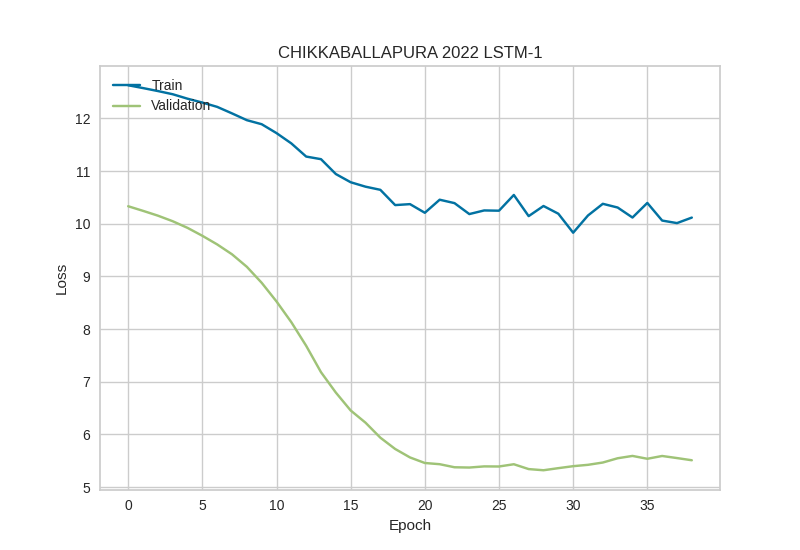 CHIKKABALLAPURA 2022 LSTM-1
Train
Validation
12
11
10
9
8
7
6
5
Loss
0 5 10 15 20 25 30 35
Epoch